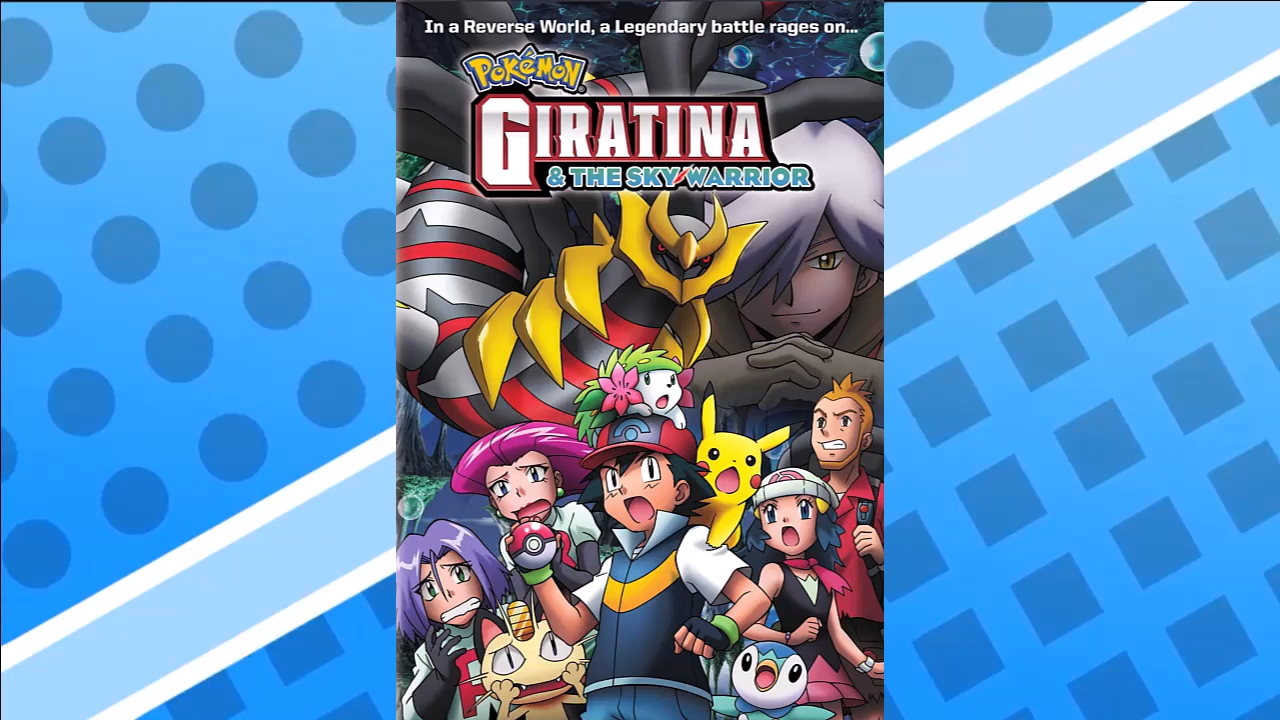 In a Reverse World, a Legendary battle rages on...
POKéMON
GIRATINA
& THE SKY WARRIOR